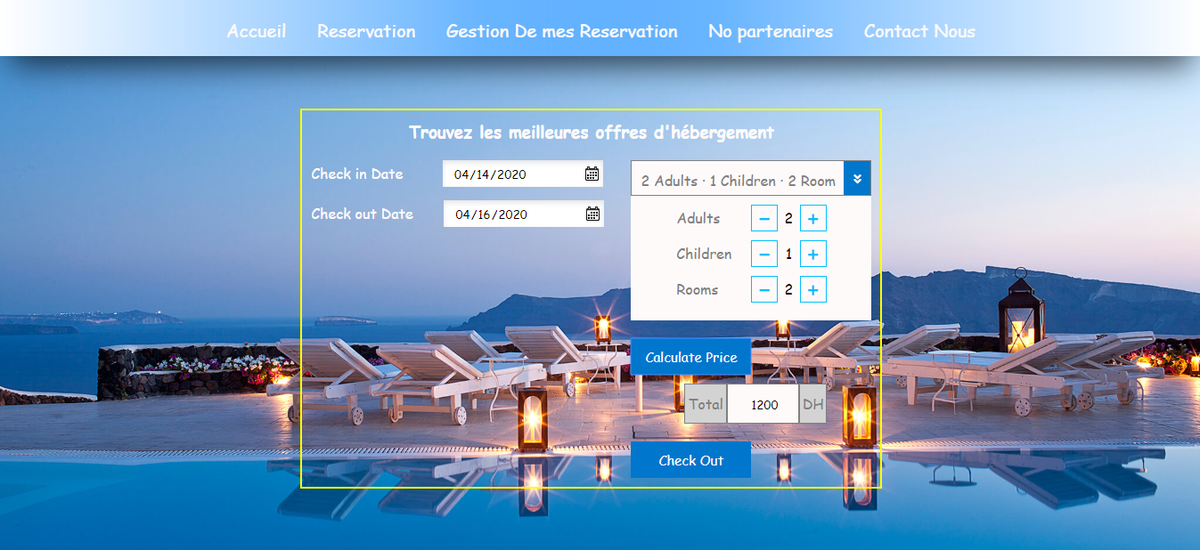 Accueil Reservation Gestion De mes Reservation No partenaires Contact Nous
Trouvez les meilleures offres d'hébergement
Check in Date 04/14/2020
2 Adults · 1 Children · 2 Room
Check out Date 04/16/2020
Adults 2
Children 1
Rooms 2
Calculate Price
Total 1200 DH
Check Out